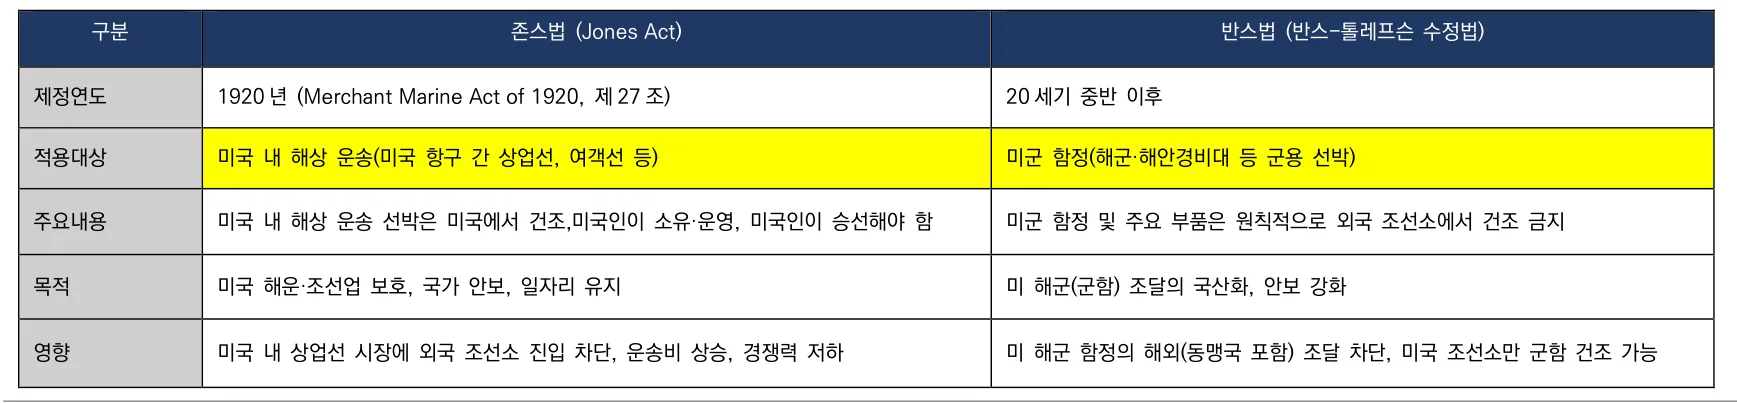 구분 존스법 (Jones Act) 반스법 (반스-톨레프슨 수정법)
제정연도 1920년 (Merchant Marine Act of 1920, 제27조) 20세기 중반 이후
적용대상 미국 내 해상 운송(미국 항구 간 상업선, 여객선 등) 미군 함정(해군·해안경비대 등 군용 선박)
주요내용 미국 내 해상 운송 선박은 미국에서 건조,미국인이 소유·운영, 미국인이 승선해야 함 미군 함정 및 주요 부품은 원칙적으로 외국 조선소에서 건조 금지
목적 미국 해운·조선업 보호, 국가 안보, 일자리 유지 미 해군(군함) 조달의 국산화, 안보 강화
영향 미국 내 상업선 시장에 외국 조선소 진입 차단, 운송비 상승, 경쟁력 저하 미 해군 함정의 해외(동맹국 포함) 조달 차단, 미국 조선소만 군함 건조 가능